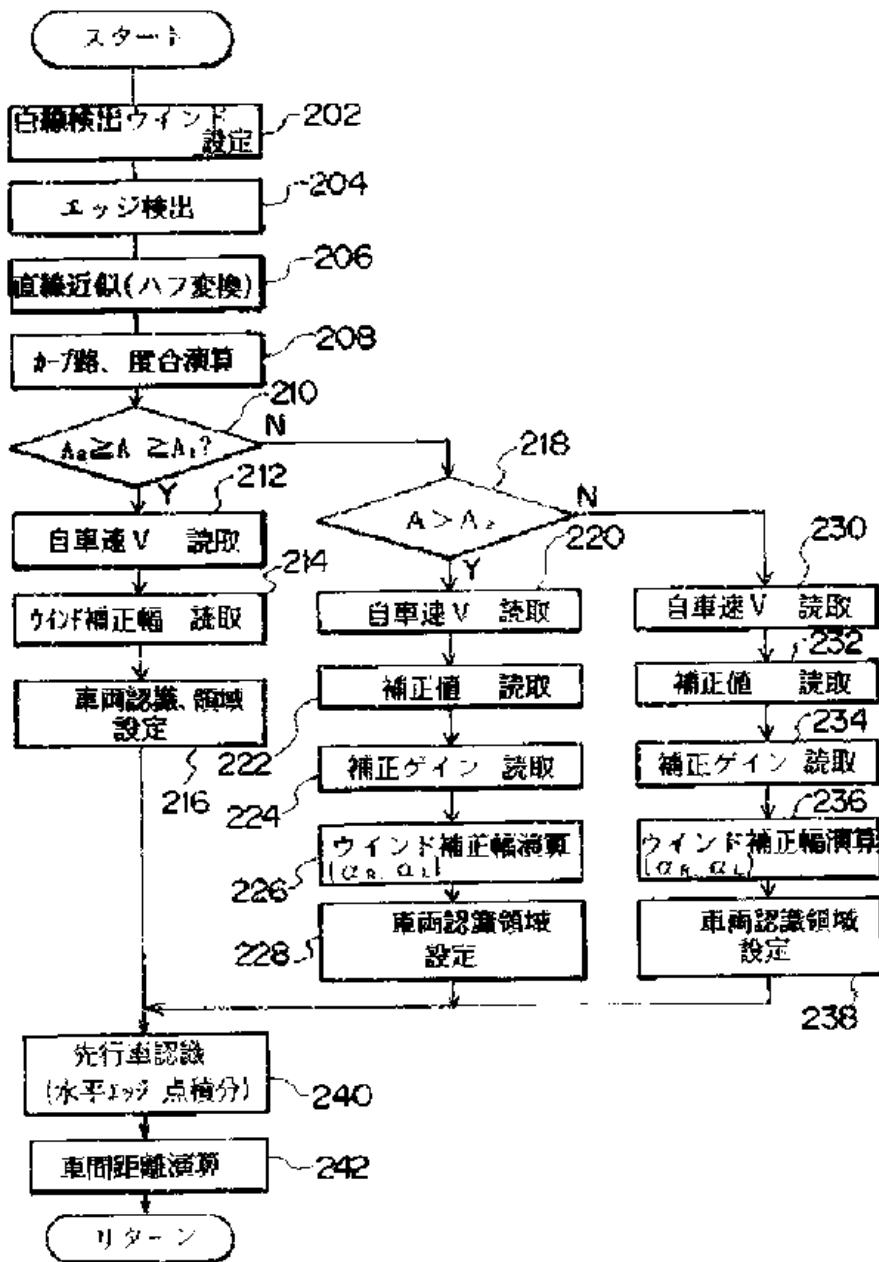 スタート
白線検出ウインド
設定
202
エッジ検出
204
直線近似(ハフ変換)
206
カーブ路、度合演算
208
210
A₂≧A ≧A₁?
N
Y
218
A>A₂
N
Y
212
自車速V 読取
214
ウインド補正幅 読取
車両認識、領域
設定
216
220
自車速V 読取
補正値 読取
222
補正ゲイン 読取
224
ウインド補正幅演算
(αR、αL)
226
車両認識領域
設定
228
230
自車速V 読取
232
補正値 読取
234
補正ゲイン 読取
236
ウインド補正幅演算
(αR、αL)
車両認識領域
設定
238
先行車認識
(水平エッジ 点積分)
240
車間距離演算
242
リターン